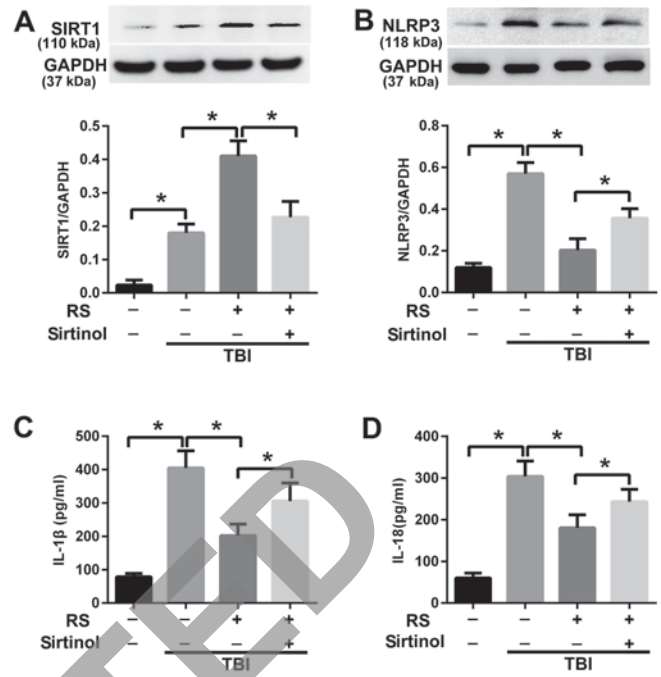 A
SIRT1
(110 kDa)
GAPDH
(37 kDa)
0.5
0.4
0.3
0.2
0.1
0.0
SIRT1/GAPDH
* * *
RS − − + +
Sirtinol − − − +
TBI
B
NLRP3
(118 kDa)
GAPDH
(37 kDa)
0.6
0.4
0.2
0.0
NLRP3/GAPDH
* * *
RS − − + +
Sirtinol − − − +
TBI
C
500
400
300
200
100
0
IL-1β (pg/ml)
* * *
RS − − + +
Sirtinol − − − +
TBI
D
400
300
200
100
0
IL-18(pg/ml)
* * *
RS − − + +
Sirtinol − − − +
TBI
TED